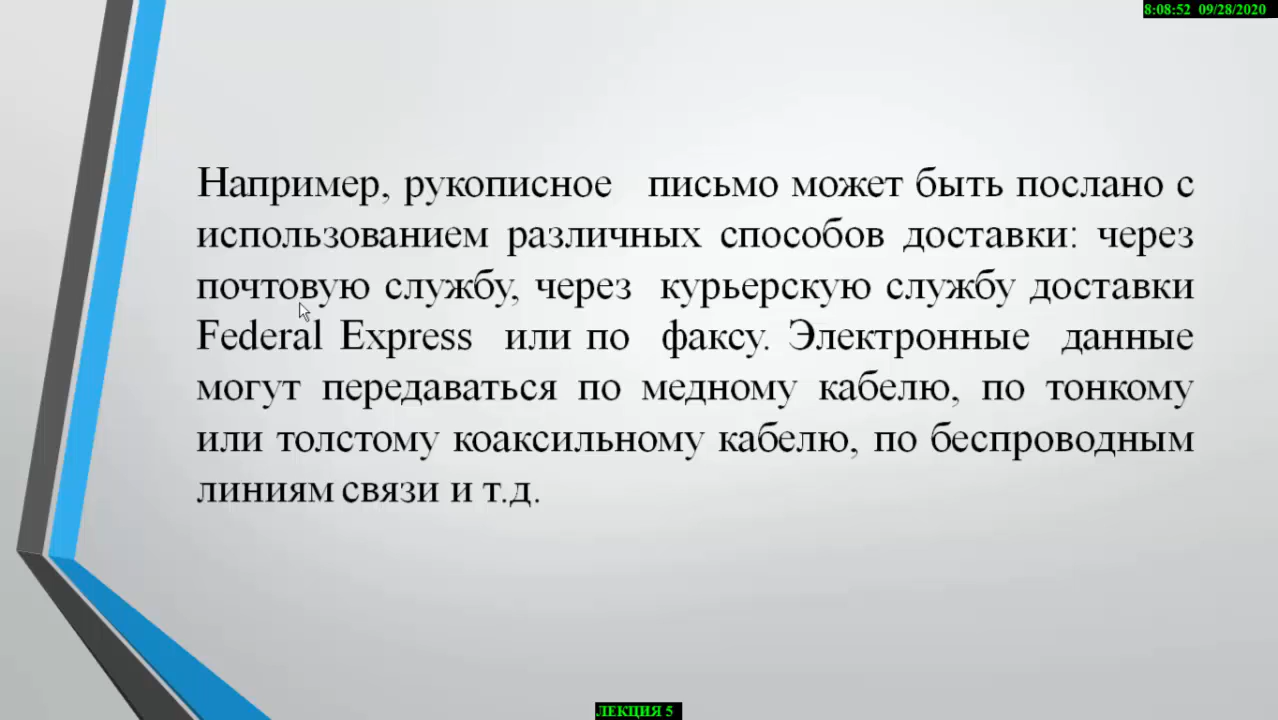 8:08:52 09/28/2020
Например, рукописное письмо может быть послано с
использованием различных способов доставки: через
почтовую службу, через курьерскую службу доставки
Federal Express или по факсу. Электронные данные
могут передаваться по медному кабелю, по тонкому
или толстому коаксильному кабелю, по беспроводным
линиям связи и т.д.
ЛЕКЦИЯ 5